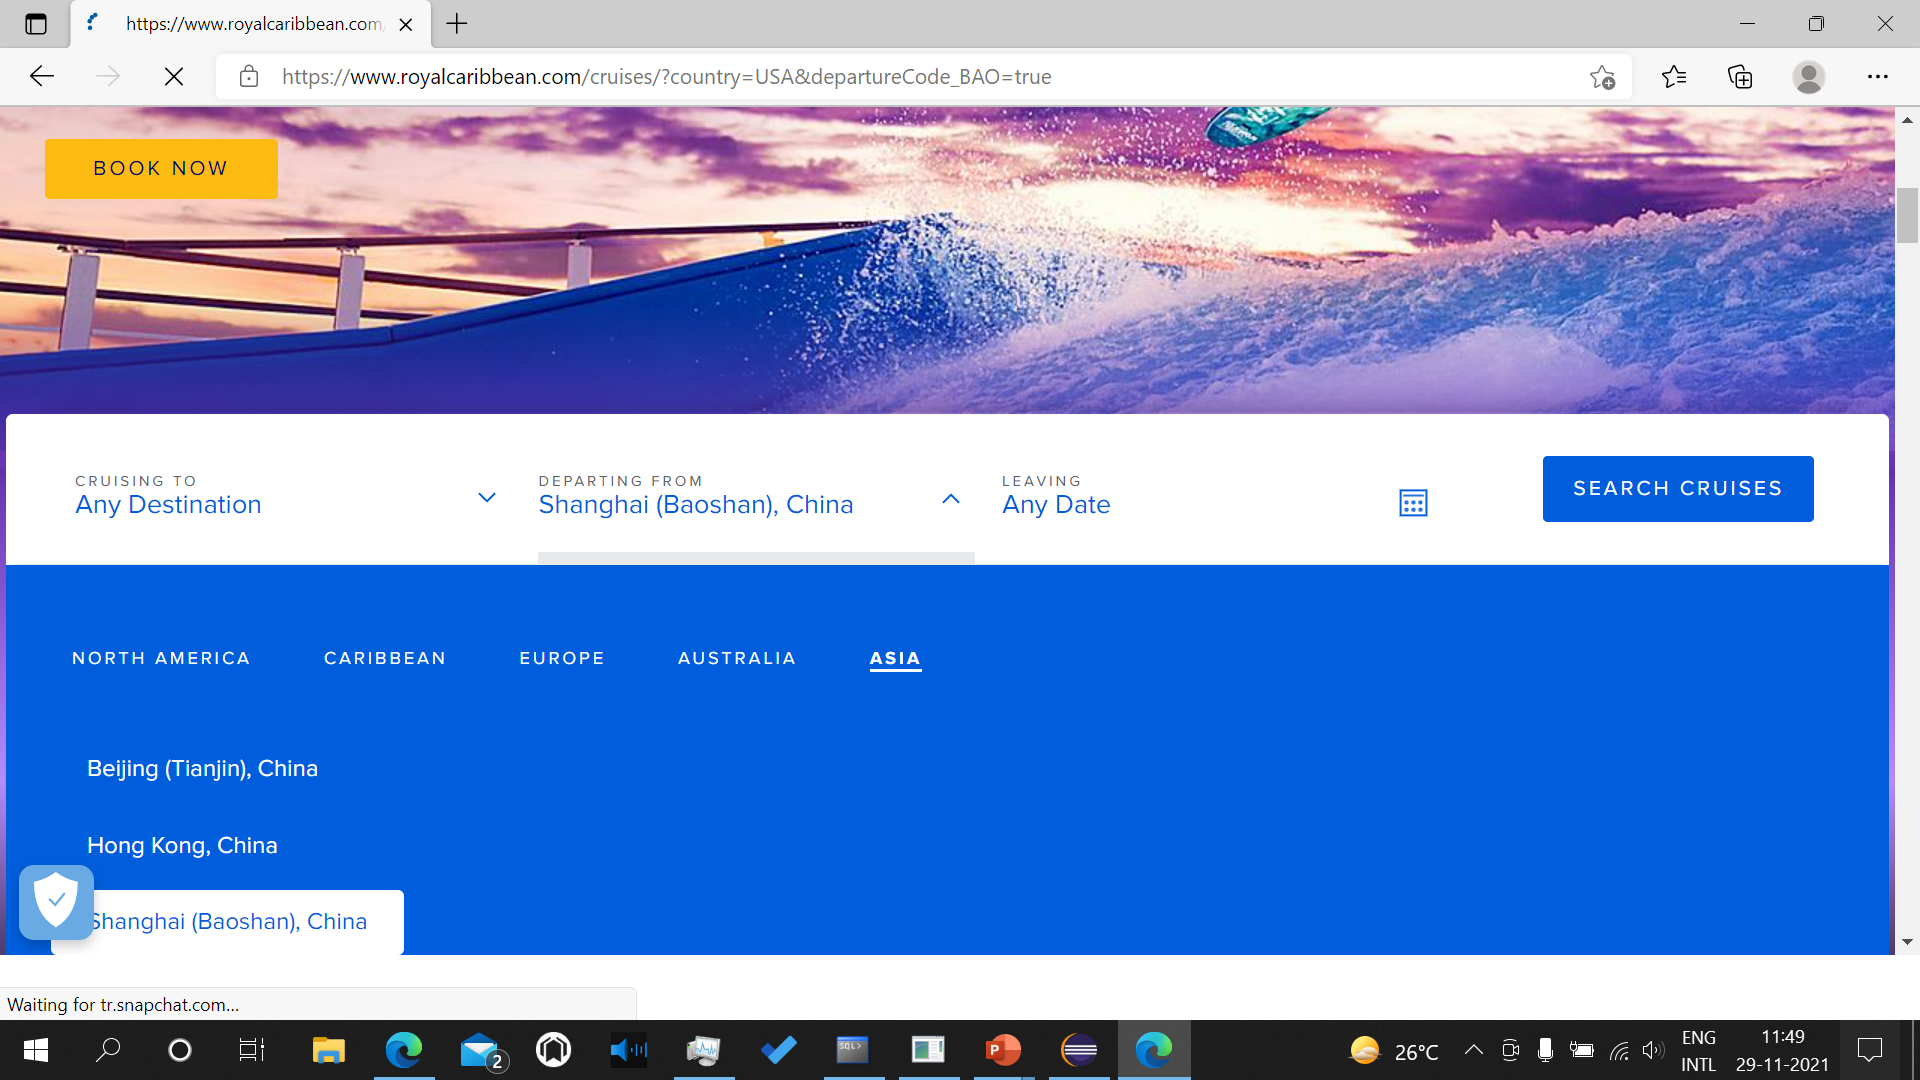 https://www.royalcaribbean.com/
https://www.royalcaribbean.com/cruises/?country=USA&departureCode_BAO=true
BOOK NOW
CRUISING TO
Any Destination
DEPARTING FROM
Shanghai (Baoshan), China
LEAVING
Any Date
SEARCH CRUISES
NORTH AMERICA CARIBBEAN EUROPE AUSTRALIA ASIA
Beijing (Tianjin), China
Hong Kong, China
Shanghai (Baoshan), China
Waiting for tr.snapchat.com...
2
SQL>
P
26°C
ENG
INTL
11:49
29-11-2021